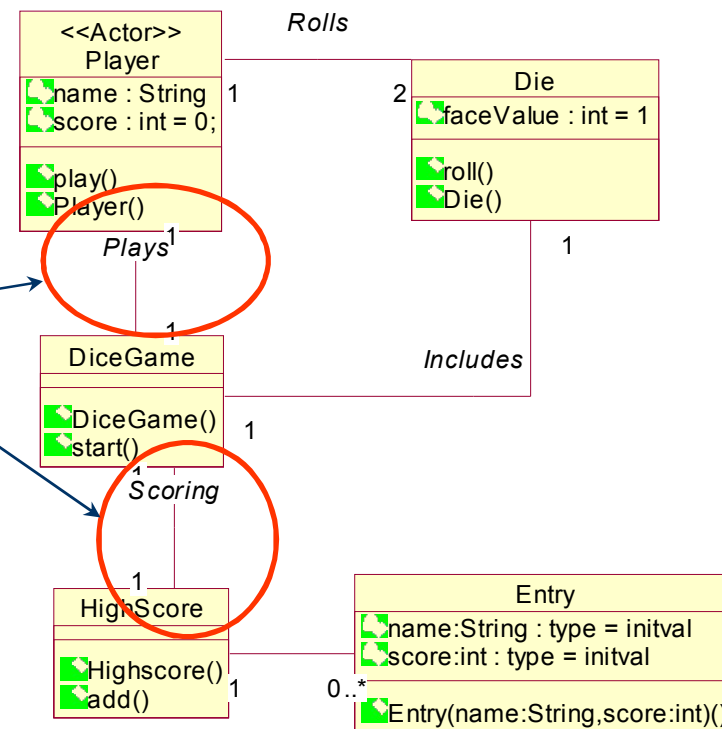 <<Actor>>
Player
name : String
score : int = 0;
play()
Player()
Rolls
1
2
Die
faceValue : int = 1
roll()
Die()
1
Plays
1
1
DiceGame
DiceGame()
start()
Includes
1
1
Scoring
1
HighScore
Highscore()
add()
1
0..*
Entry
name:String : type = initval
score:int : type = initval
Entry(name:String,score:int)()